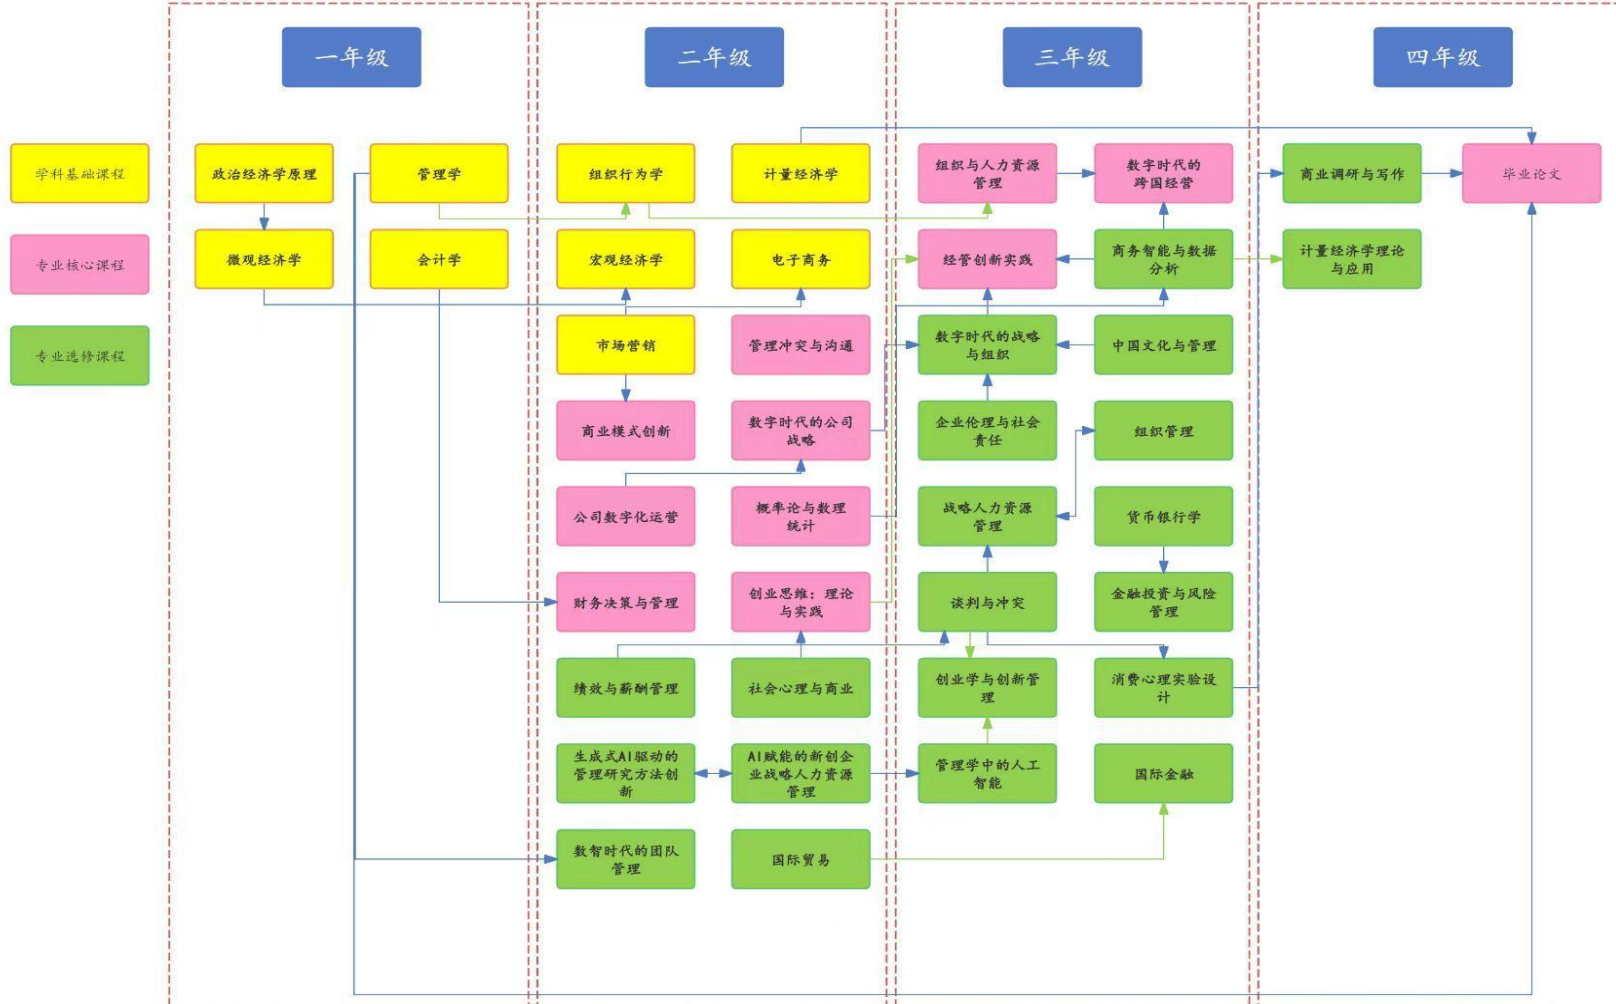 一年级
二年级
三年级
四年级
学科基础课程
政治经济学原理
管理学
组织行为学
计量经济学
组织与人力资源
管理
数字时代的
跨国经营
商业调研与写作
毕业论文
专业核心课程
微观经济学
会计学
宏观经济学
电子商务
经营创新实践
商务智能与数据
分析
计量经济学理论
与应用
专业选修课程
市场营销
管理冲突与沟通
数字时代的战略
与组织
中国文化与管理
商业模式创新
数字时代的公司
战略
企业伦理与社会
责任
组织管理
公司数字化运营
概率论与数理
统计
战略人力资源
管理
货币银行学
财务决策与管理
创业思维：理论
与实践
谈判与冲突
金融投资与风险
管理
绩效与薪酬管理
社会心理与商业
创业学与创新管
理
消费心理实验设
计
生成式AI驱动的
管理研究方法创
新
AI赋能的新创企
业战略人力资源
管理
管理学中的人工
智能
国际金融
数智时代的团队
管理
国际贸易